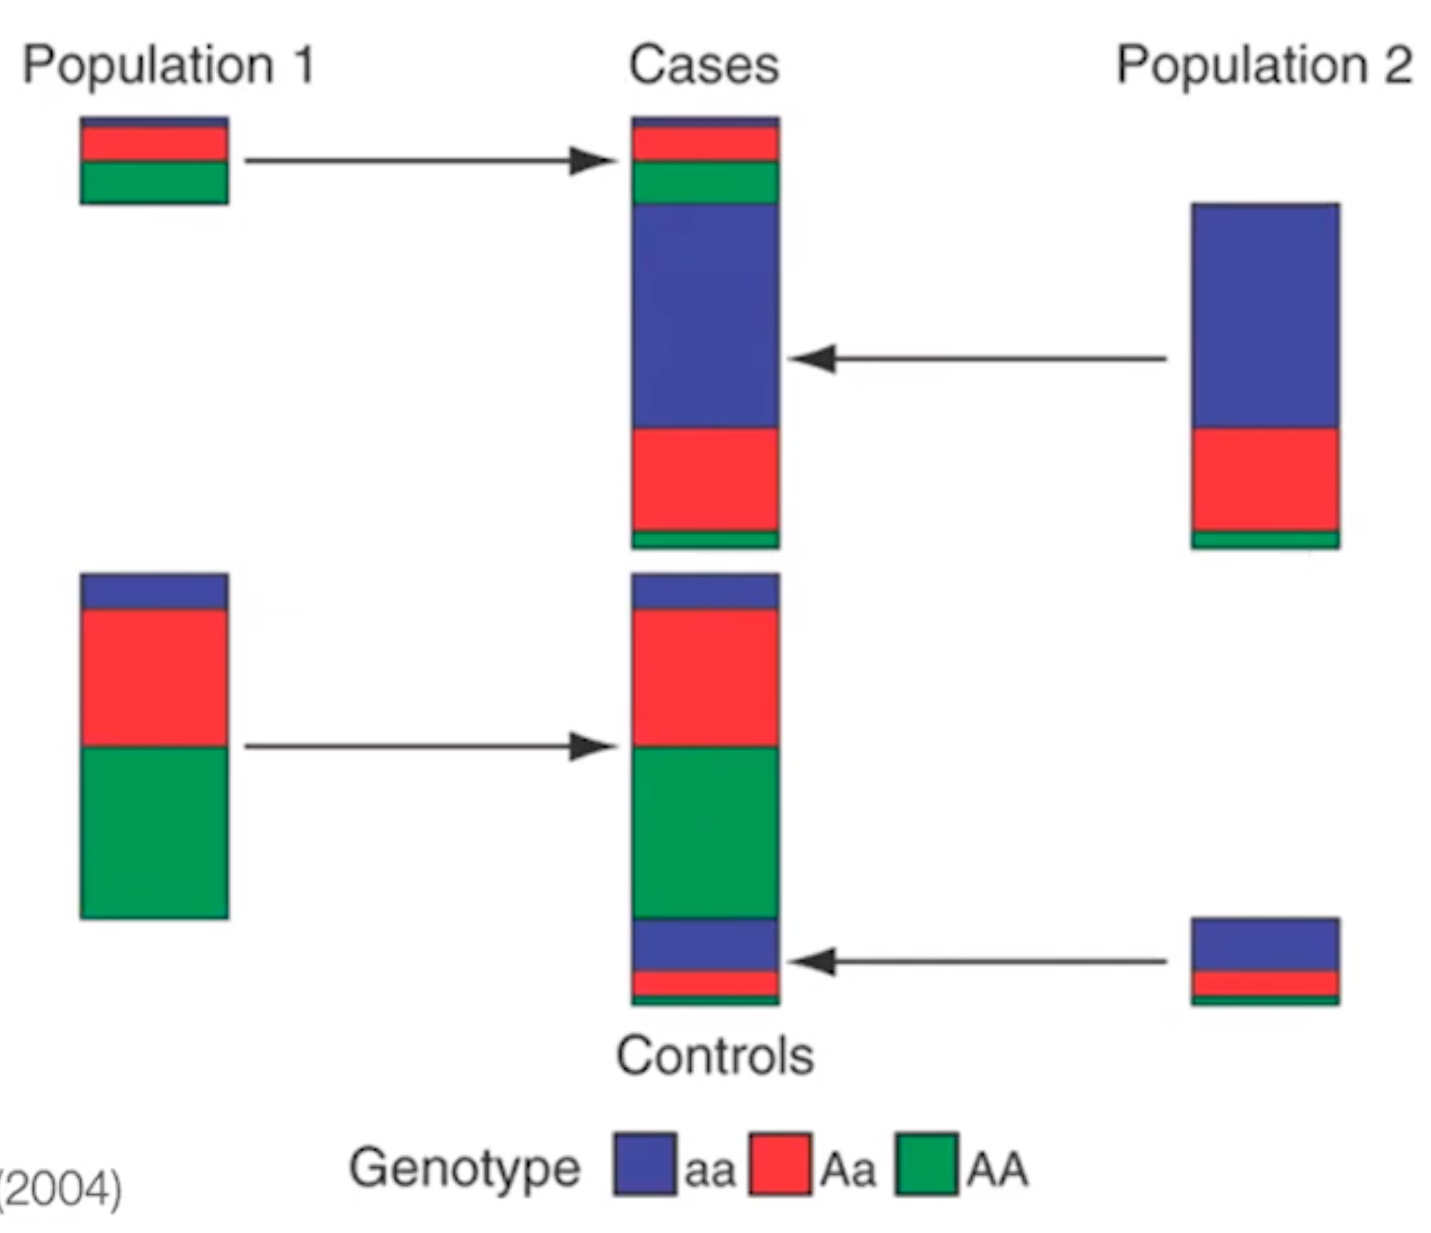 Population 1
Cases
Population 2
Controls
Genotype aa Aa AA
(2004)